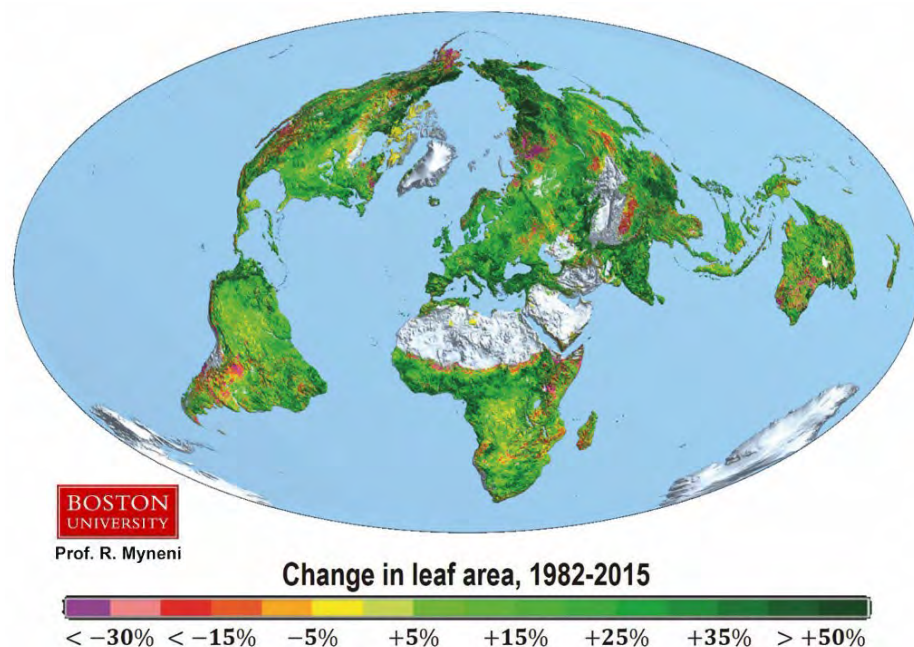 BOSTON
UNIVERSITY
Prof. R. Myneni
Change in leaf area, 1982-2015
< −30% < −15% −5% +5% +15% +25% +35% > +50%